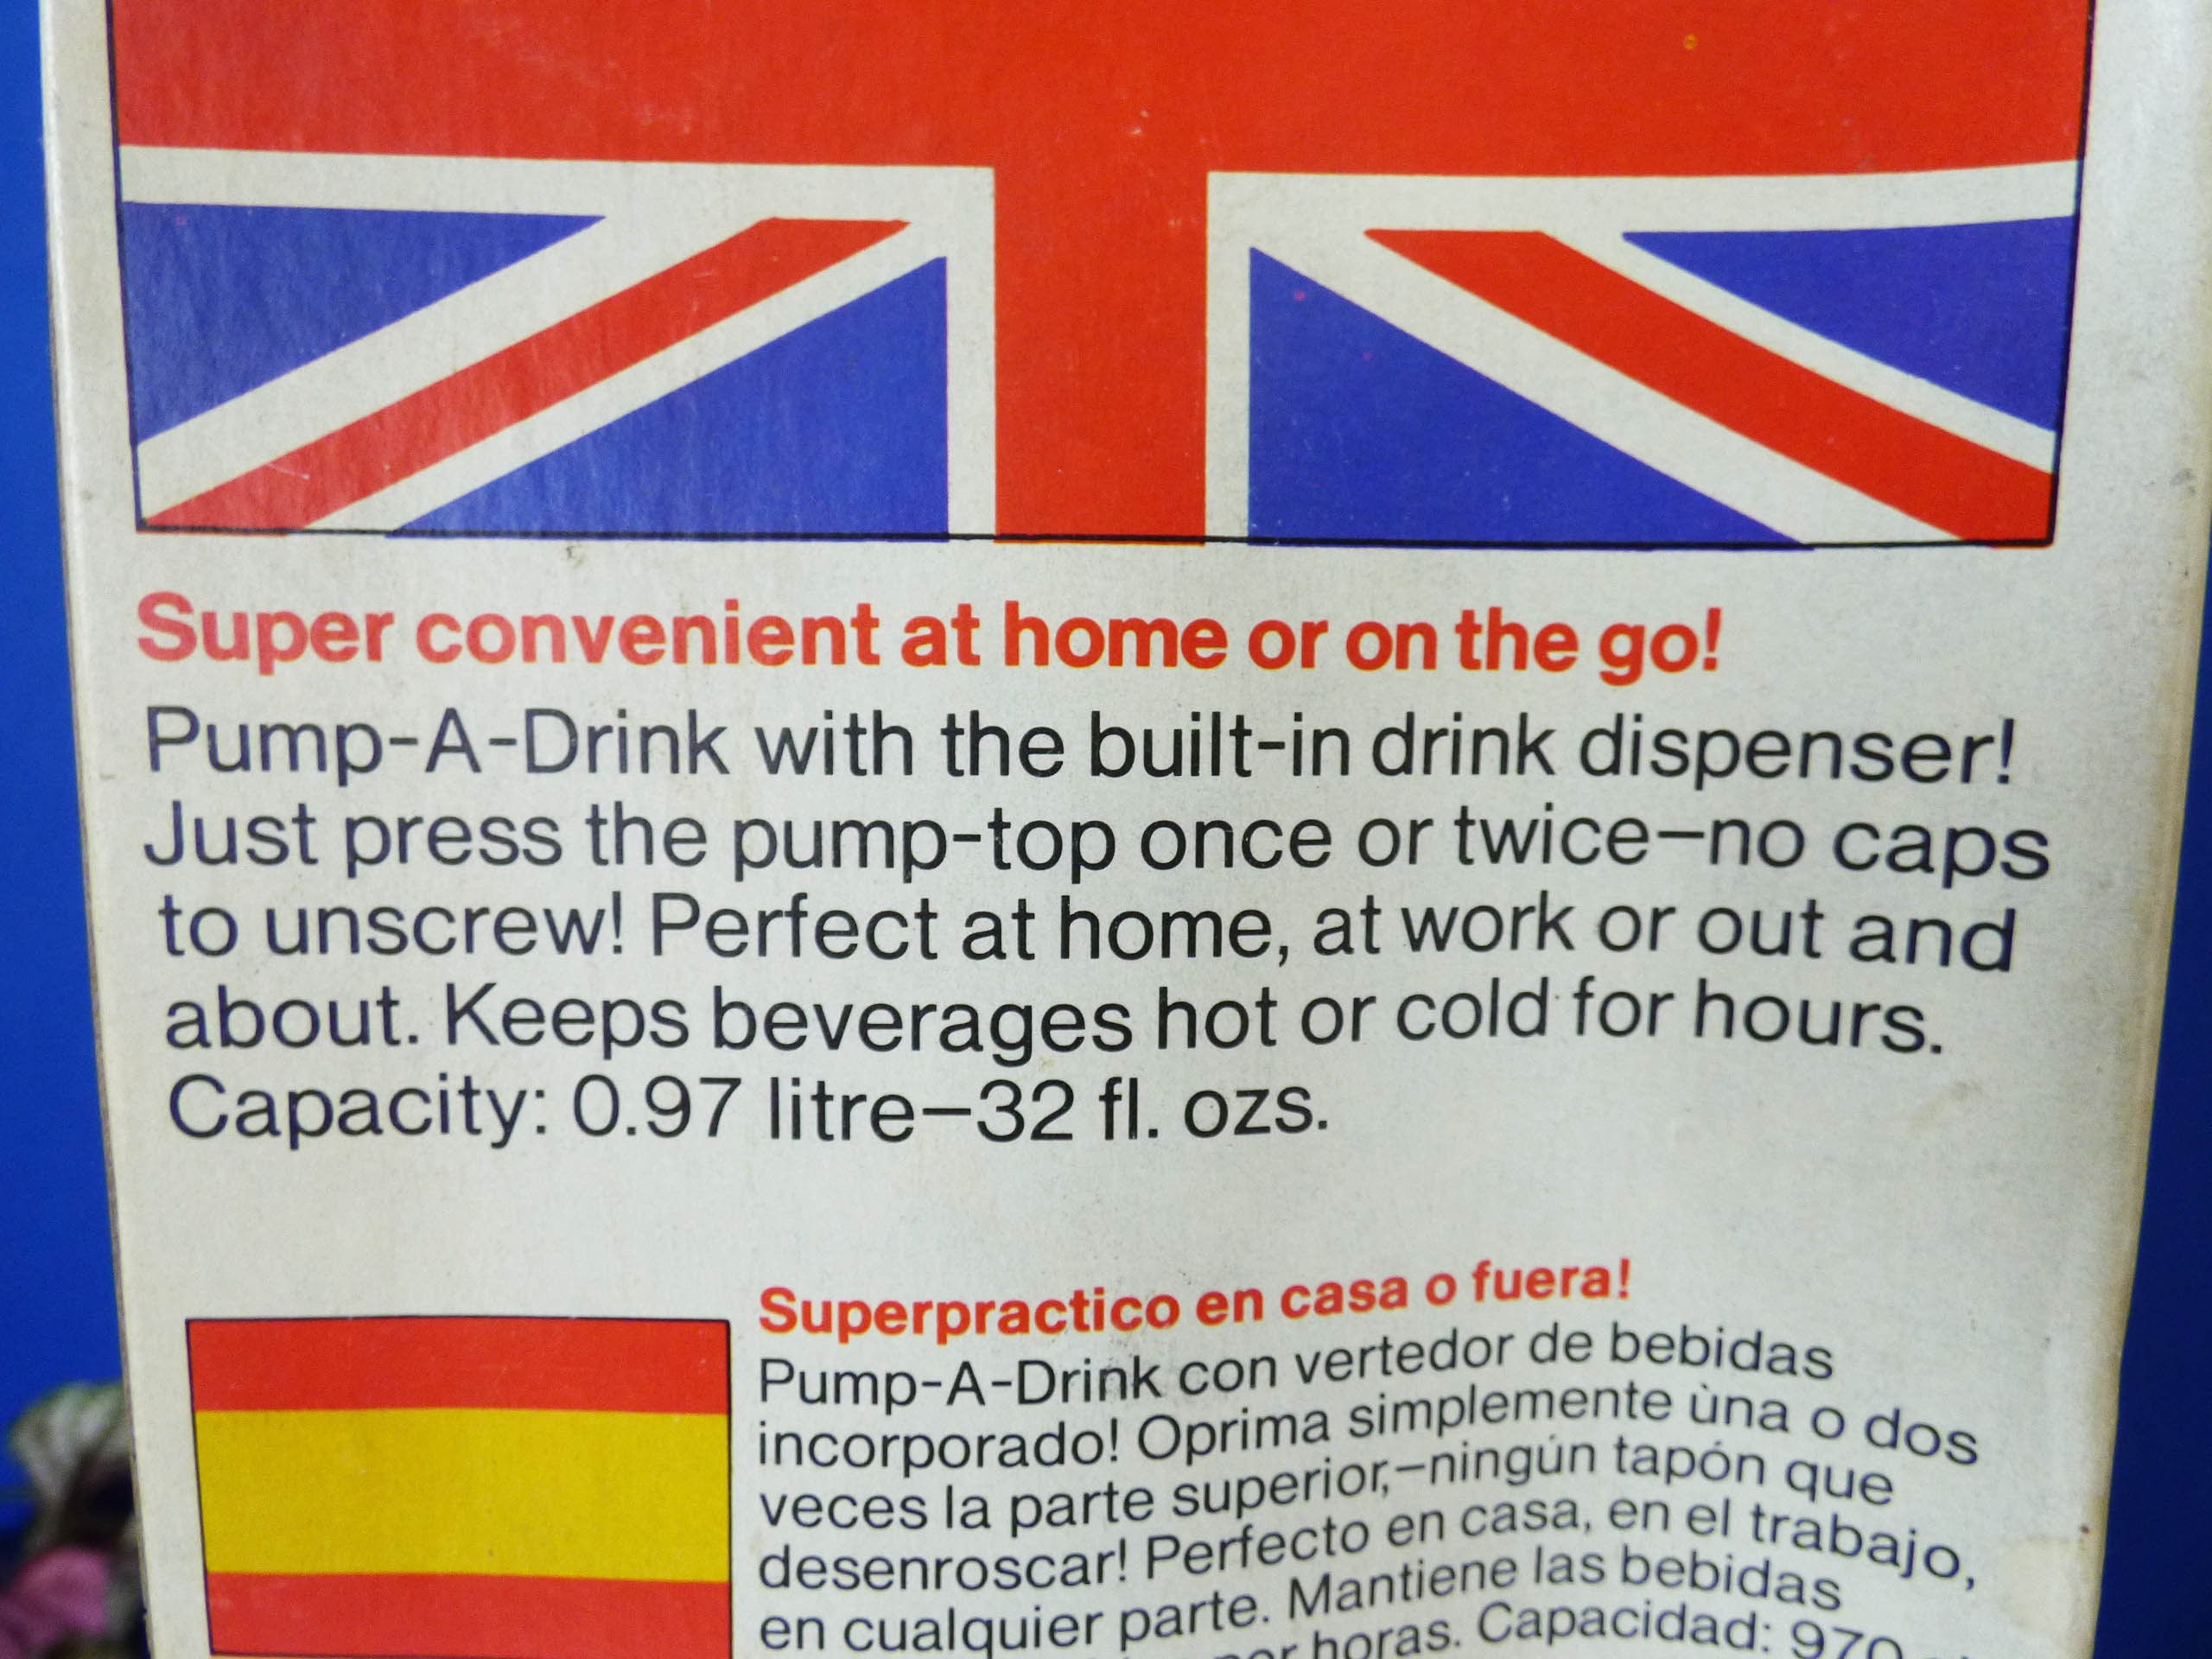 Super convenient at home or on the go!
Pump-A-Drink with the built-in drink dispenser!
Just press the pump-top once or twice—no caps
to unscrew! Perfect at home, at work or out and
about. Keeps beverages hot or cold for hours.
Capacity: 0.97 litre—32 fl. ozs.
Superpractico en casa o fuera!
Pump-A-Drink con vertedor de bebidas
incorporado! Oprima simplemente ùna o dos
veces la parte superior,—ningún tapón que
desenroscar! Perfecto en casa, en el trabajo,
en cualquier parte. Mantiene las bebidas
por horas. Capacidad: 970